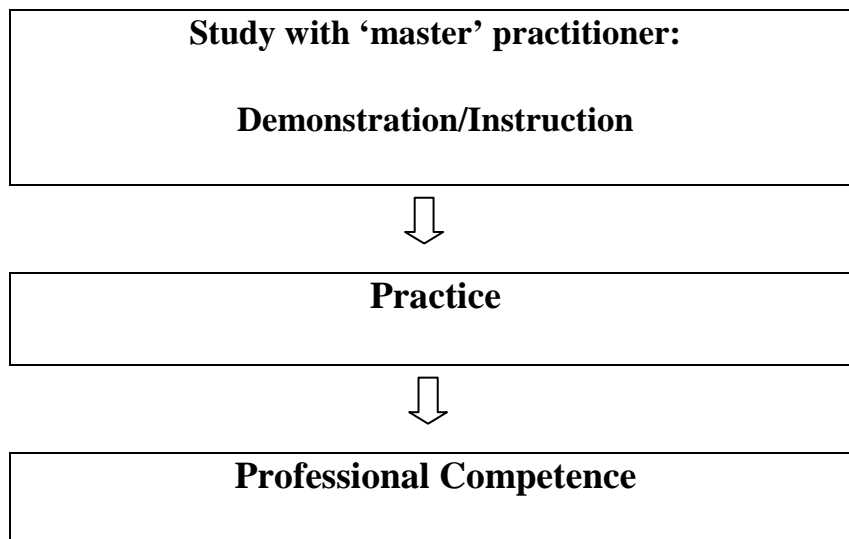 Study with ‘master’ practitioner:
Demonstration/Instruction
Practice
Professional Competence